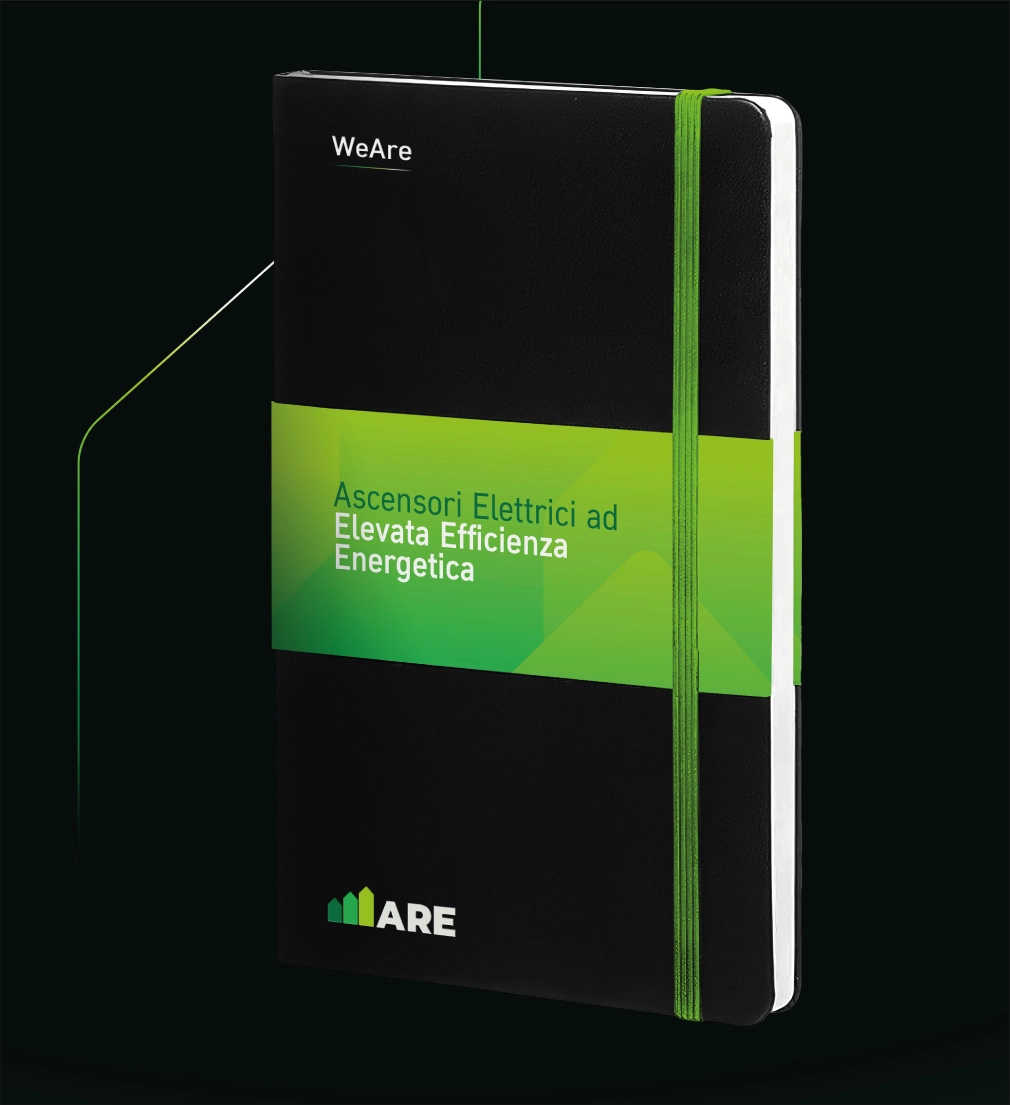 WeAre
Ascensori Elettrici ad
Elevata Efficienza
Energetica
ARE